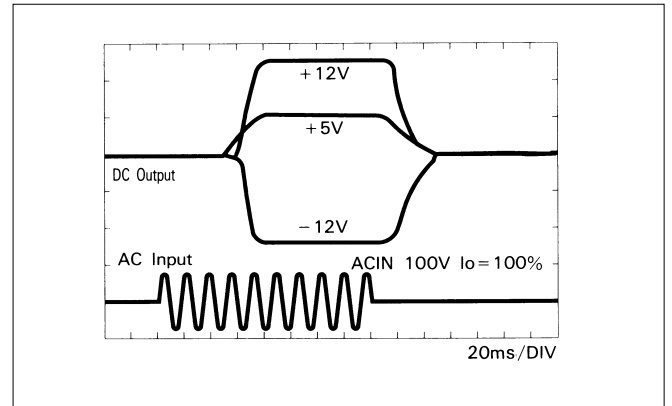 +12V
+5V
DC Output
−12V
AC Input
ACIN 100V Io=100%
20ms/DIV